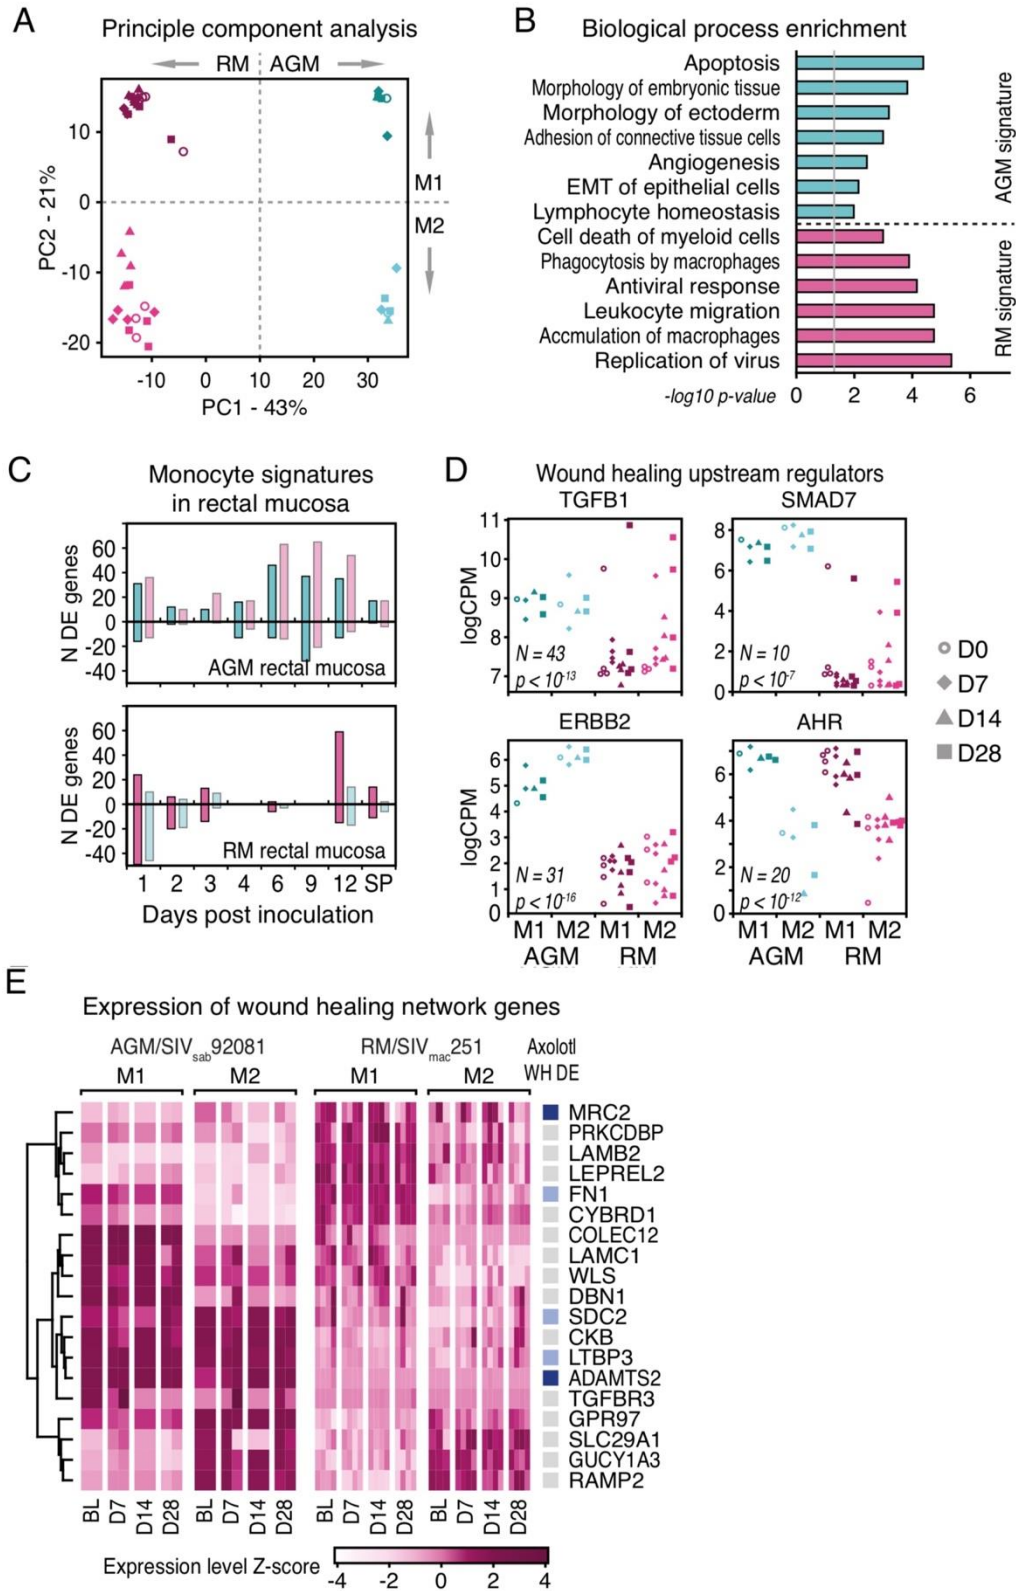 A
Principle component analysis
RM AGM
PC2 - 21%
10
0
-10
-20
M1
M2
-10 0 10 20 30
PC1 - 43%
B
Biological process enrichment
Apoptosis
Morphology of embryonic tissue
Morphology of ectoderm
Adhesion of connective tissue cells
Angiogenesis
EMT of epithelial cells
Lymphocyte homeostasis
Cell death of myeloid cells
Phagocytosis by macrophages
Antiviral response
Leukocyte migration
Accmulation of macrophages
Replication of virus
AGM signature
RM signature
-log10 p-value 0 2 4 6
C
Monocyte signatures
in rectal mucosa
N DE genes
60
40
20
0
-20
-40
AGM rectal mucosa
N DE genes
60
40
20
0
-20
-40
RM rectal mucosa
1 2 3 4 6 9 12 SP
Days post inoculation
D
Wound healing upstream regulators
TGFB1
logCPM
11
10
9
8
7
N = 43
p < 10-13
SMAD7
8
6
4
2
0
N = 10
p < 10-7
ERBB2
logCPM
6
5
4
3
2
1
0
N = 31
p < 10-16
M1 M2 M1 M2
AGM RM
AHR
6
4
2
0
N = 20
p < 10-12
M1 M2 M1 M2
AGM RM
D0
D7
D14
D28
E
Expression of wound healing network genes
AGM/SIVsab92081 RM/SIVmac251 Axolotl
M1 M2 M1 M2 WH DE
MRC2
PRKCDBP
LAMB2
LEPREL2
FN1
CYBRD1
COLEC12
LAMC1
WLS
DBN1
SDC2
CKB
LTBP3
ADAMTS2
TGFBR3
GPR97
SLC29A1
GUCY1A3
RAMP2
BL D7 D14 D28 BL D7 D14 D28 BL D7 D14 D28 BL D7 D14 D28
Expression level Z-score
-4 -2 0 2 4